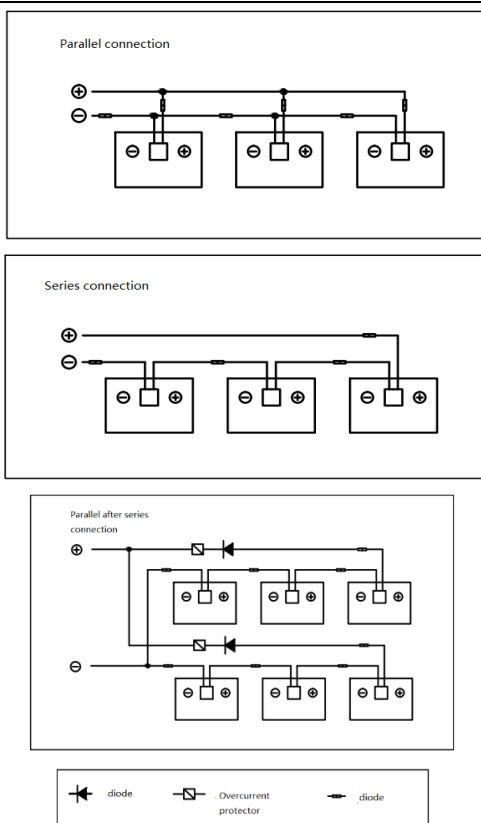 Parallel connection
Series connection
Parallel after series
connection
diode
Overcurrent
protector
diode